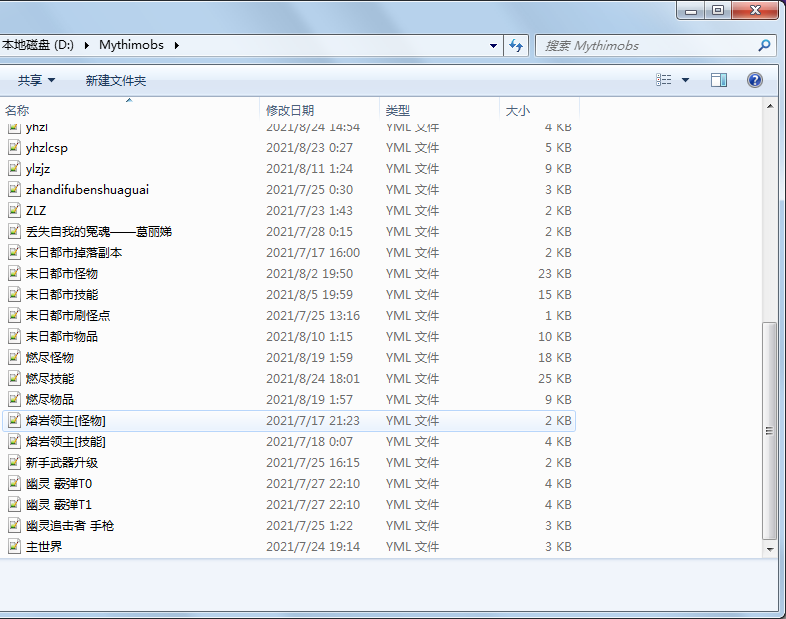 本地磁盘 (D:) Mythimobs
搜索 Mythimobs
共享 新建文件夹
名称 修改日期 类型 大小
yhzl 2021/8/24 14:54 YML 文件 4 KB
yhzlcsp 2021/8/23 0:27 YML 文件 5 KB
ylzjz 2021/8/11 1:24 YML 文件 9 KB
zhandifubenshuaguai 2021/7/25 0:30 YML 文件 3 KB
ZLZ 2021/7/23 1:43 YML 文件 2 KB
丢失自我的冤魂——葛丽娣 2021/7/28 0:15 YML 文件 2 KB
末日都市掉落副本 2021/7/17 16:00 YML 文件 2 KB
末日都市怪物 2021/8/2 19:50 YML 文件 23 KB
末日都市技能 2021/8/5 19:59 YML 文件 15 KB
末日都市刷怪点 2021/7/25 13:16 YML 文件 1 KB
末日都市物品 2021/8/10 1:15 YML 文件 10 KB
燃尽怪物 2021/8/19 1:59 YML 文件 18 KB
燃尽技能 2021/8/24 18:01 YML 文件 25 KB
燃尽物品 2021/8/19 1:57 YML 文件 9 KB
熔岩领主[怪物] 2021/7/17 21:23 YML 文件 2 KB
熔岩领主[技能] 2021/7/18 0:07 YML 文件 4 KB
新手武器升级 2021/7/25 16:15 YML 文件 2 KB
幽灵 霰弹T0 2021/7/27 22:10 YML 文件 4 KB
幽灵 霰弹T1 2021/7/27 22:10 YML 文件 4 KB
幽灵追击者 手枪 2021/7/25 1:22 YML 文件 3 KB
主世界 2021/7/24 19:14 YML 文件 3 KB